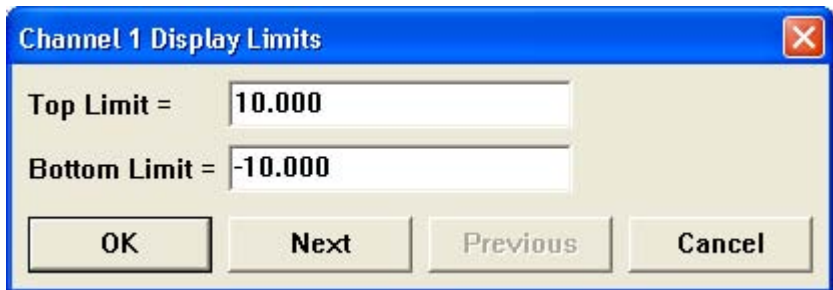 Channel 1 Display Limits
Top Limit = 10.000
Bottom Limit = -10.000
OK Next Previous Cancel